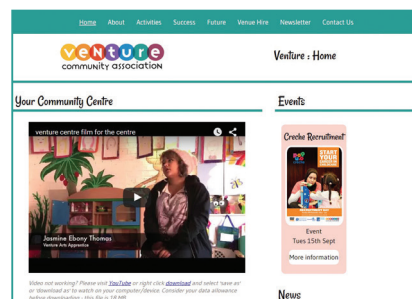 Home About Activities Success Future Venue Hire Newsletter Contact Us
venture
community association
Venture : Home
Your Community Centre
Events
venture centre film for the centre
Jasmine Ebony Thomas
Venture Arts Apprentice
Creche Recruitment
START
YOUR
Event
Tues 15th Sept
More information
Video not working? Please visit YouTube or right click download and select 'save as'
or 'download as' to watch on your computer/device. Consider your data allowance
before downloading - this file is 18 MB
News